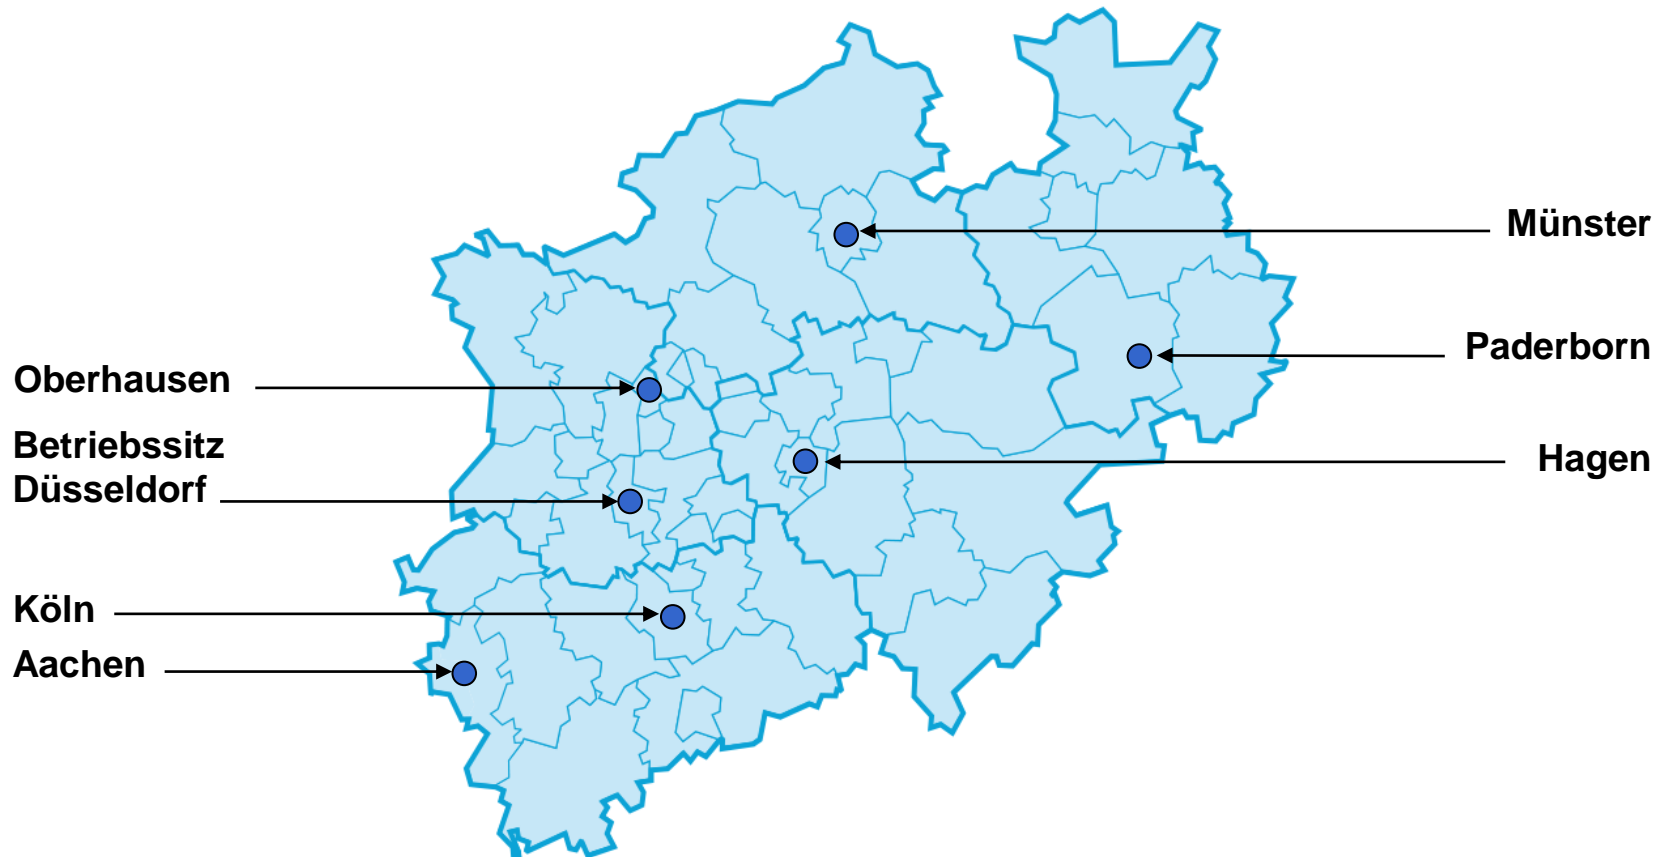 Münster
Paderborn
Oberhausen
Betriebssitz
Düsseldorf
Hagen
Köln
Aachen